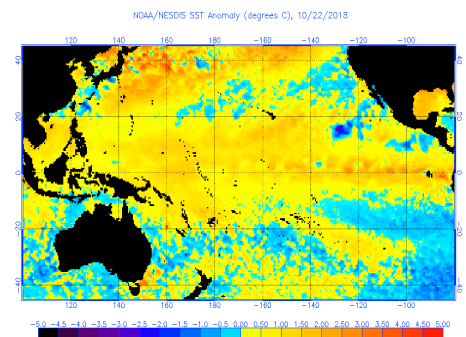 NOAA/NESDIS SST Anomaly (degrees C), 10/22/2018
120 140 160 180 -160 -140 -120 -100
40 40
20 20
0 0
-20 -20
-40 -40
120 140 160 180 -160 -140 -120 -100
-5.0 -4.5 -4.0 -3.5 -3.0 -2.5 -2.0 -1.5 -1.0 -0.5 0.00 0.50 1.00 1.50 2.00 2.50 3.00 3.50 4.00 4.50 5.00